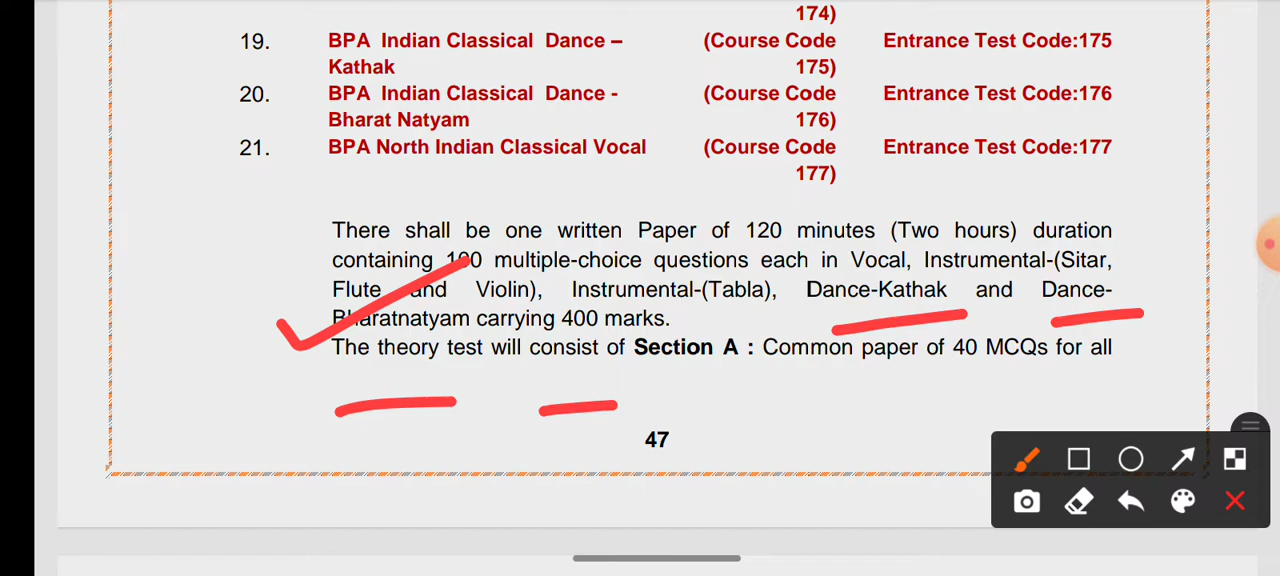 174)
19. BPA Indian Classical Dance – (Course Code Entrance Test Code:175
Kathak 175)
20. BPA Indian Classical Dance - (Course Code Entrance Test Code:176
Bharat Natyam 176)
21. BPA North Indian Classical Vocal (Course Code Entrance Test Code:177
177)
There shall be one written Paper of 120 minutes (Two hours) duration
containing 100 multiple-choice questions each in Vocal, Instrumental-(Sitar,
Flute and Violin), Instrumental-(Tabla), Dance-Kathak and Dance-
Bharatnatyam carrying 400 marks.
The theory test will consist of Section A : Common paper of 40 MCQs for all
47